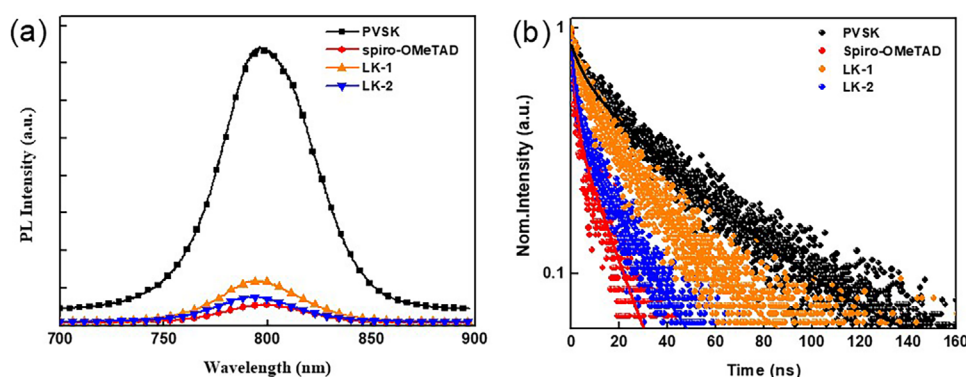 (a)
PVSK
spiro-OMeTAD
LK-1
LK-2
PL Intensity (a.u.)
700
750
800
850
900
Wavelength (nm)
(b)
PVSK
Spiro-OMeTAD
LK-1
LK-2
Nom.Intensity (a.u.)
1
0.1
0
20
40
60
80
100
120
140
160
Time (ns)